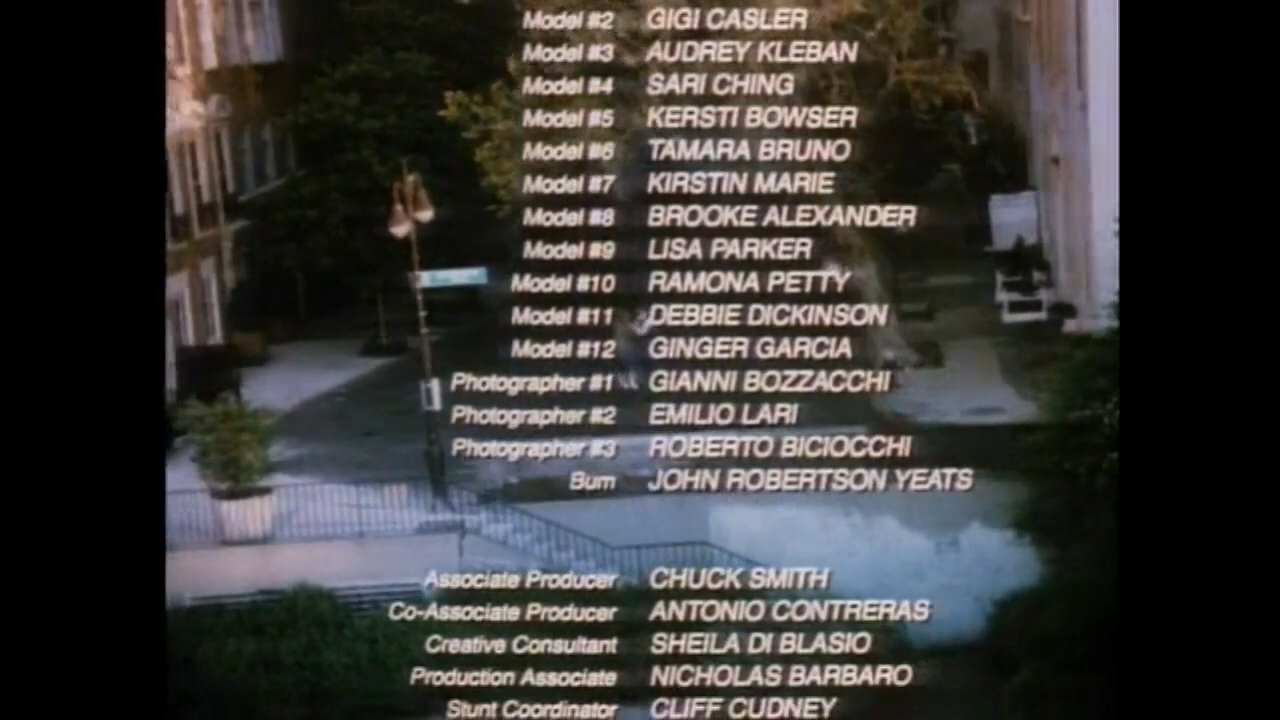 Model #2 GIGI CASLER
Model #3 AUDREY KLEBAN
Model #4 SARI CHING
Model #5 KERSTI BOWSER
Model #6 TAMARA BRUNO
Model #7 KIRSTIN MARIE
Model #8 BROOKE ALEXANDER
Model #9 LISA PARKER
Model #10 RAMONA PETTY
Model #11 DEBBIE DICKINSON
Model #12 GINGER GARCIA
Photographer #1 GIANNI BOZZACCHI
Photographer #2 EMILIO LARI
Photographer #3 ROBERTO BICIOCCHI
Bum JOHN ROBERTSON YEATS
Associate Producer CHUCK SMITH
Co-Associate Producer ANTONIO CONTRERAS
Creative Consultant SHEILA DI BLASIO
Production Associate NICHOLAS BARBARO
Stunt Coordinator CLIFF CUDNEY